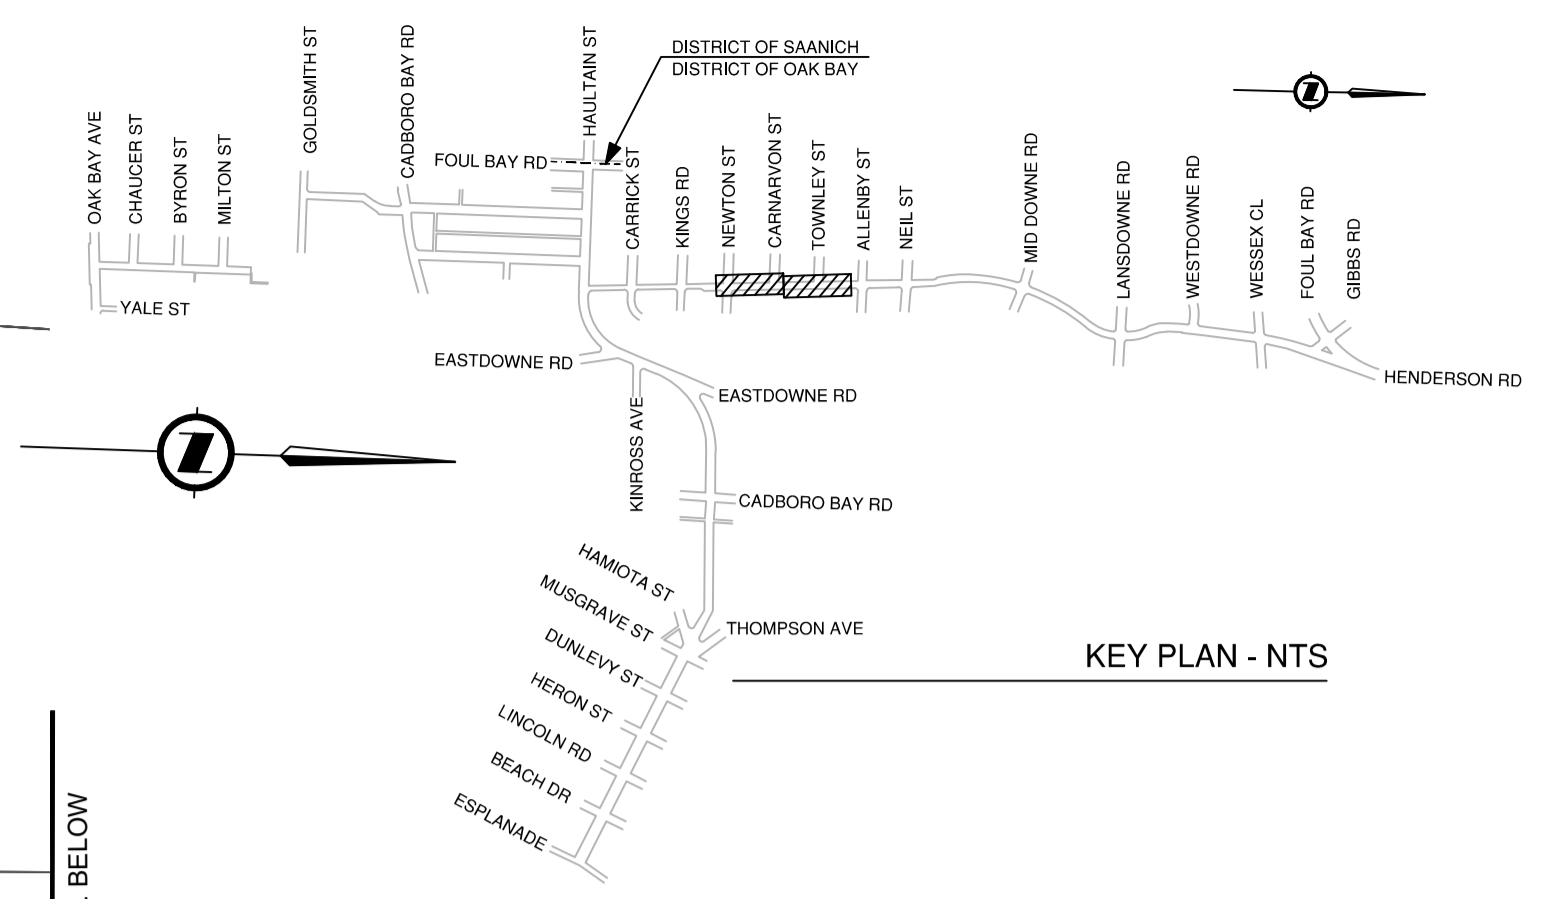 GOLDSMITH ST
CADBORO BAY RD
HAULTAIN ST
DISTRICT OF SAANICH
DISTRICT OF OAK BAY
OAK BAY AVE
CHAUCER ST
BYRON ST
MILTON ST
FOUL BAY RD
CARRICK ST
KINGS RD
NEWTON ST
CARNARVON ST
TOWNLEY ST
ALLENBY ST
NEIL ST
MID DOWNE RD
LANSDOWNE RD
WESTDOWNE RD
WESSEX CL
FOUL BAY RD
GIBBS RD
YALE ST
EASTDOWNE RD
HENDERSON RD
EASTDOWNE RD
KINROSS AVE
CADBORO BAY RD
HAMIOTA ST
MUSGRAVE ST
THOMPSON AVE
DUNLEVY ST
KEY PLAN - NTS
HERON ST
LINCOLN RD
BEACH DR
ESPLANADE
BELOW